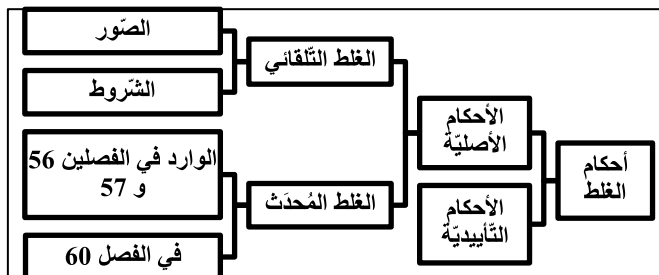 أحكام
الغلط
الأحكام
الأصليّة
الأحكام
التّأييديّة
الغلط التّلقائي
الغلط المُحدَث
الصّور
الشّروط
الوارد في الفصلين 56
و 57
في الفصل 60